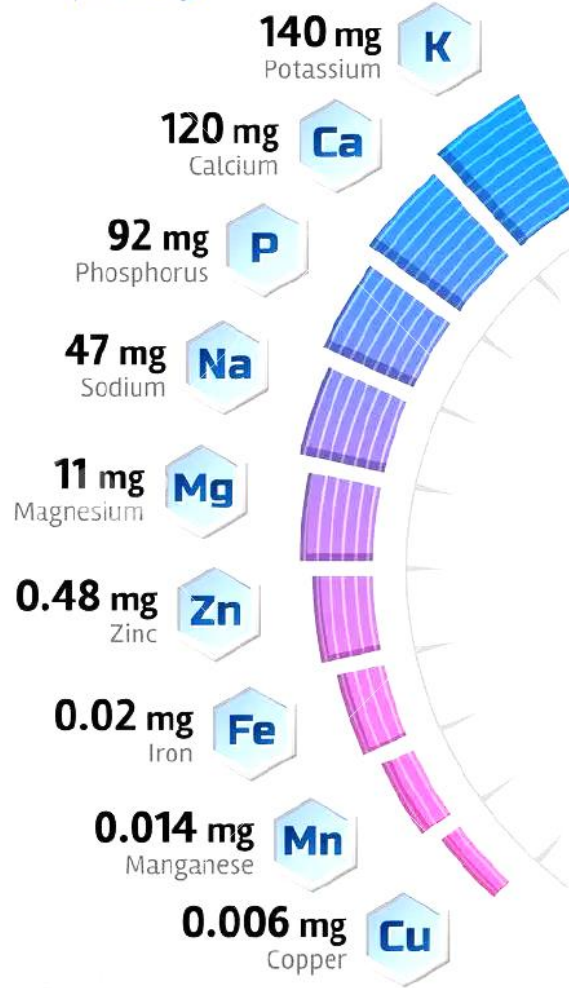 140 mg
Potassium
K
120 mg
Calcium
Ca
92 mg
Phosphorus
P
47 mg
Sodium
Na
11 mg
Magnesium
Mg
0.48 mg
Zinc
Zn
0.02 mg
Iron
Fe
0.014 mg
Manganese
Mn
0.006 mg
Copper
Cu